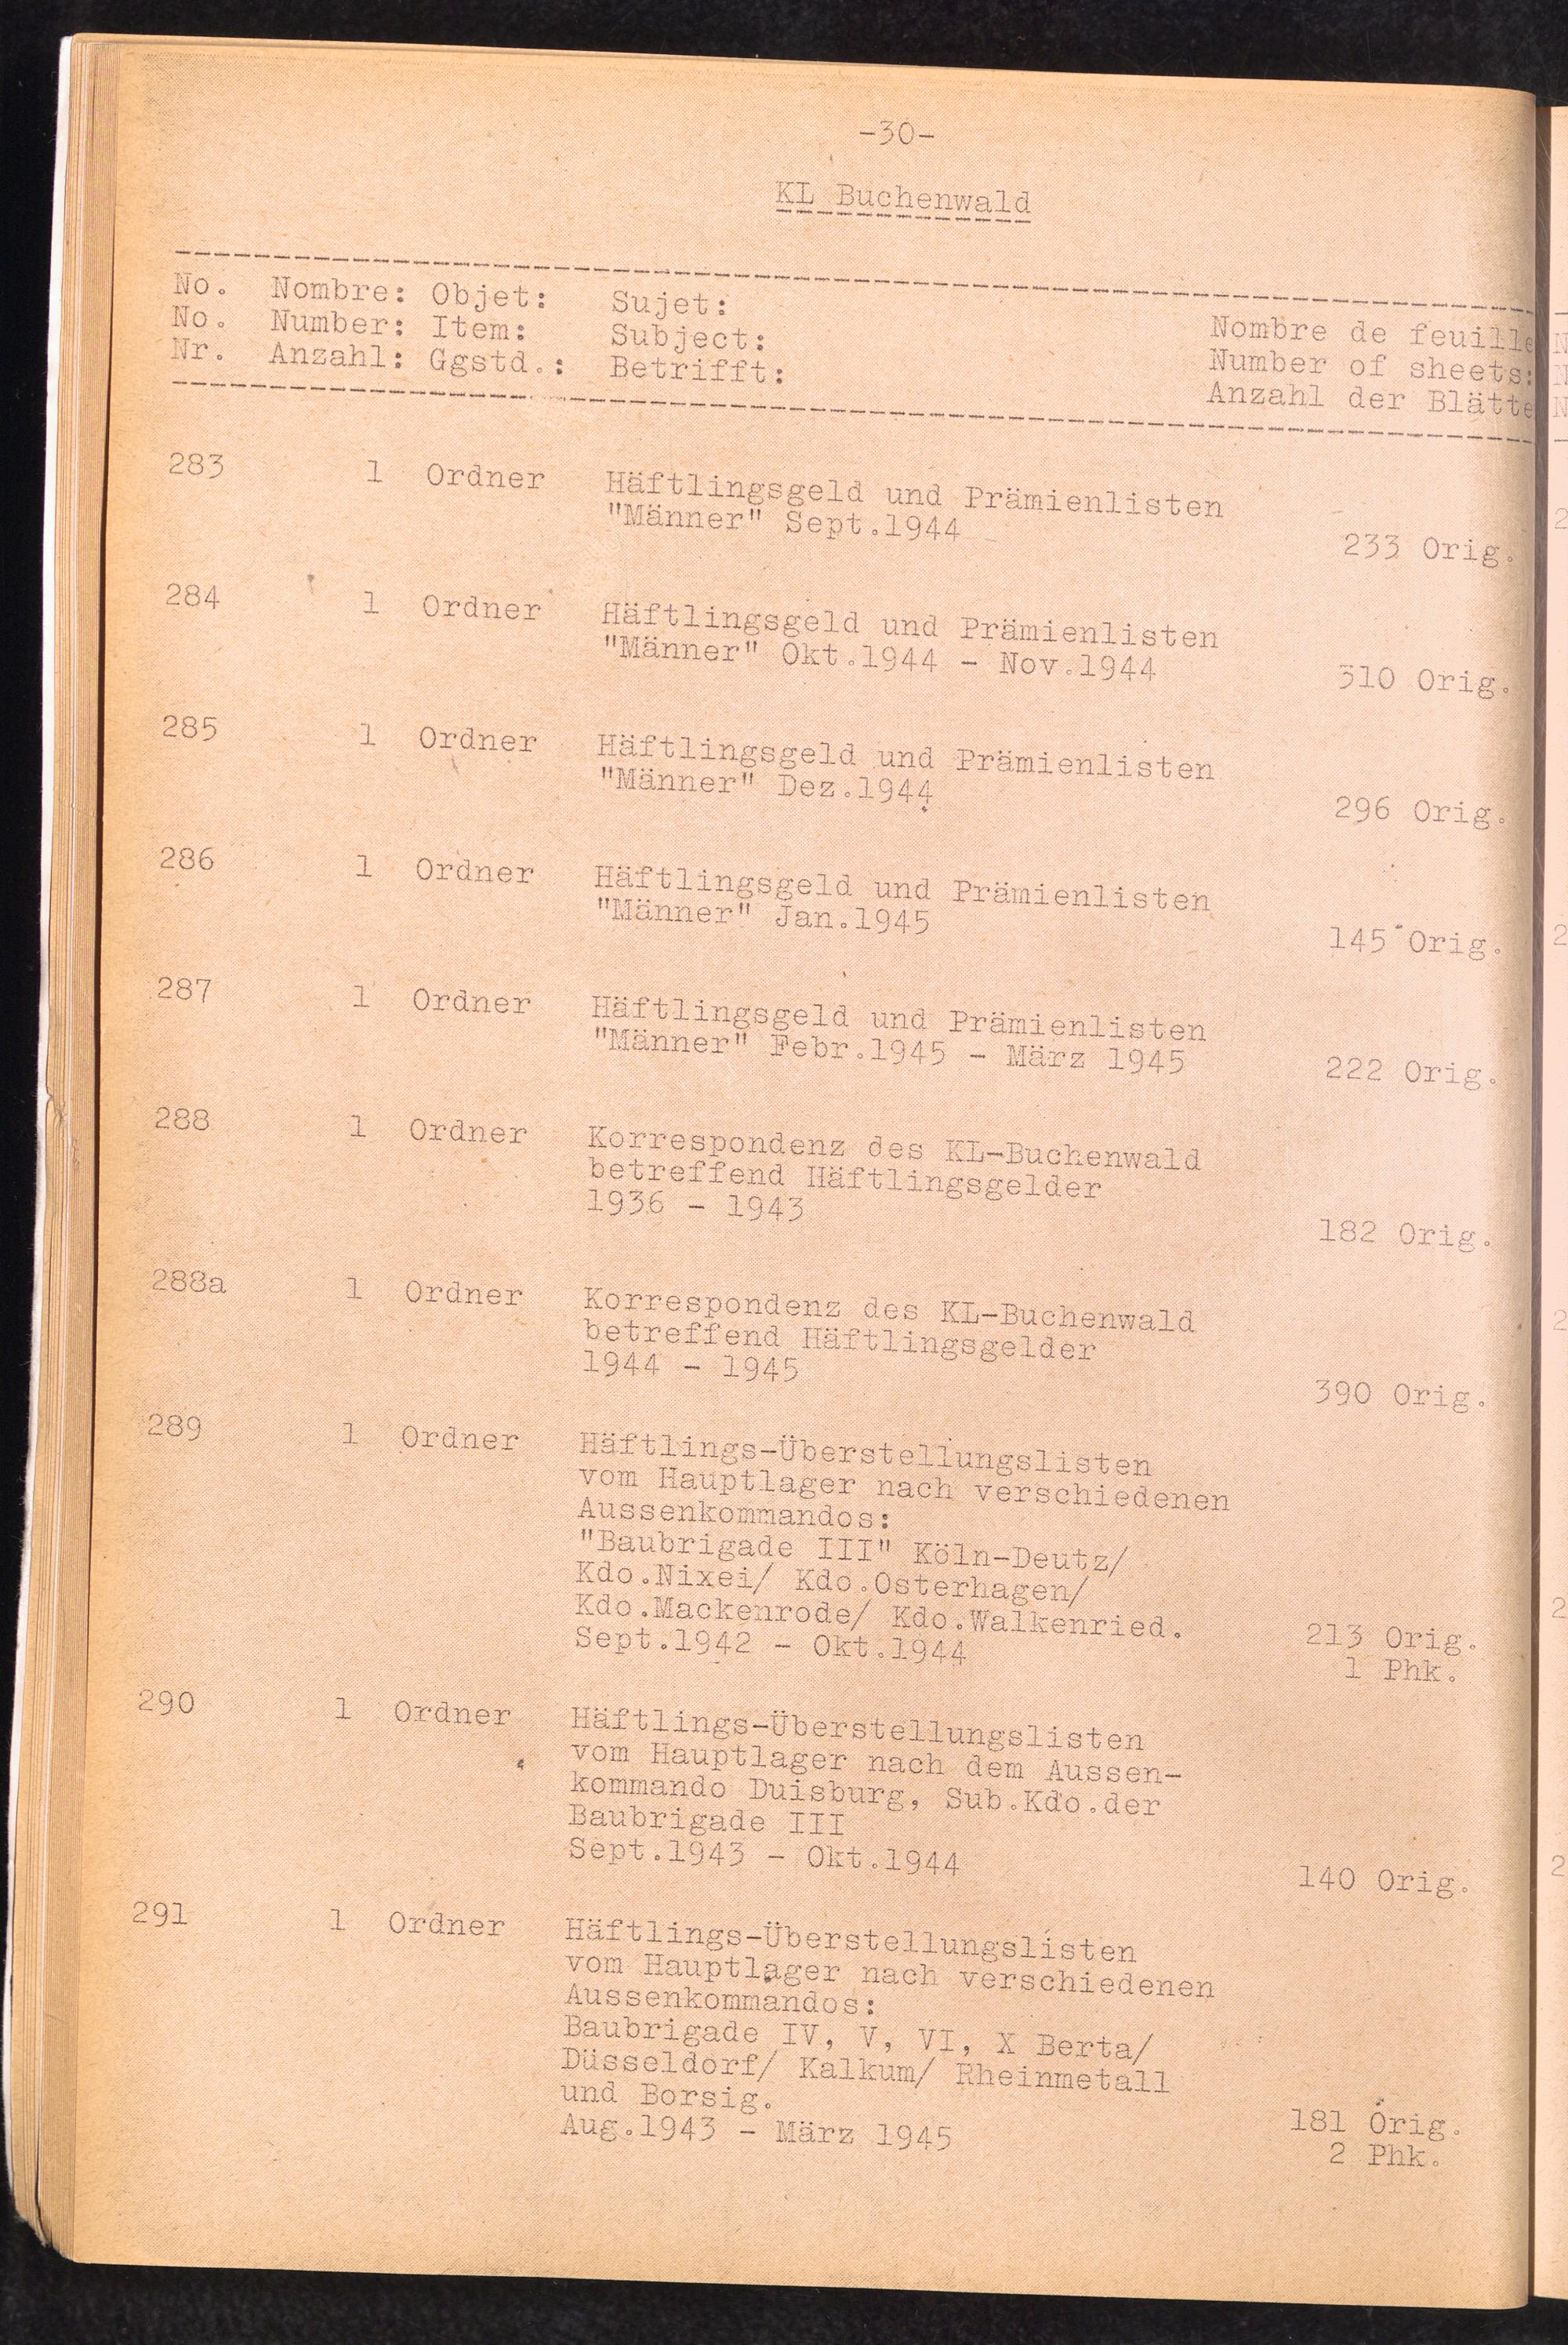 -30-
KL Buchenwald
No. Nombre: Objet: Sujet: Nombre de feuille
No. Number: Item: Subject: Number of sheets:
Nr. Anzahl: Ggstd.: Betrifft: Anzahl der Blätte
283 1 Ordner Häftlingsgeld und Prämienlisten
"Männer" Sept.1944 233 Orig.
284 1 Ordner Häftlingsgeld und Prämienlisten
"Männer" Okt.1944 - Nov.1944 310 Orig.
285 1 Ordner Häftlingsgeld und Prämienlisten
"Männer" Dez.1944 296 Orig.
286 1 Ordner Häftlingsgeld und Prämienlisten
"Männer" Jan.1945 145 Orig.
287 1 Ordner Häftlingsgeld und Prämienlisten
"Männer" Febr.1945 - März 1945 222 Orig.
288 1 Ordner Korrespondenz des KL-Buchenwald
betreffend Häftlingsgelder
1936 - 1943 182 Orig.
288a 1 Ordner Korrespondenz des KL-Buchenwald
betreffend Häftlingsgelder
1944 - 1945 390 Orig.
289 1 Ordner Häftlings-Überstellungslisten
vom Hauptlager nach verschiedenen
Aussenkommandos:
"Baubrigade III" Köln-Deutz/
Kdo.Nixei/ Kdo.Osterhagen/
Kdo.Mackenrode/ Kdo.Walkenried.
Sept.1942 - Okt.1944 213 Orig.
1 Phk.
290 1 Ordner Häftlings-Überstellungslisten
vom Hauptlager nach dem Aussen-
kommando Duisburg, Sub.Kdo.der
Baubrigade III
Sept.1943 - Okt.1944 140 Orig.
291 1 Ordner Häftlings-Überstellungslisten
vom Hauptlager nach verschiedenen
Aussenkommandos:
Baubrigade IV, V, VI, X Berta/
Düsseldorf/ Kalkum/ Rheinmetall
und Borsig.
Aug.1943 - März 1945 181 Orig.
2 Phk.